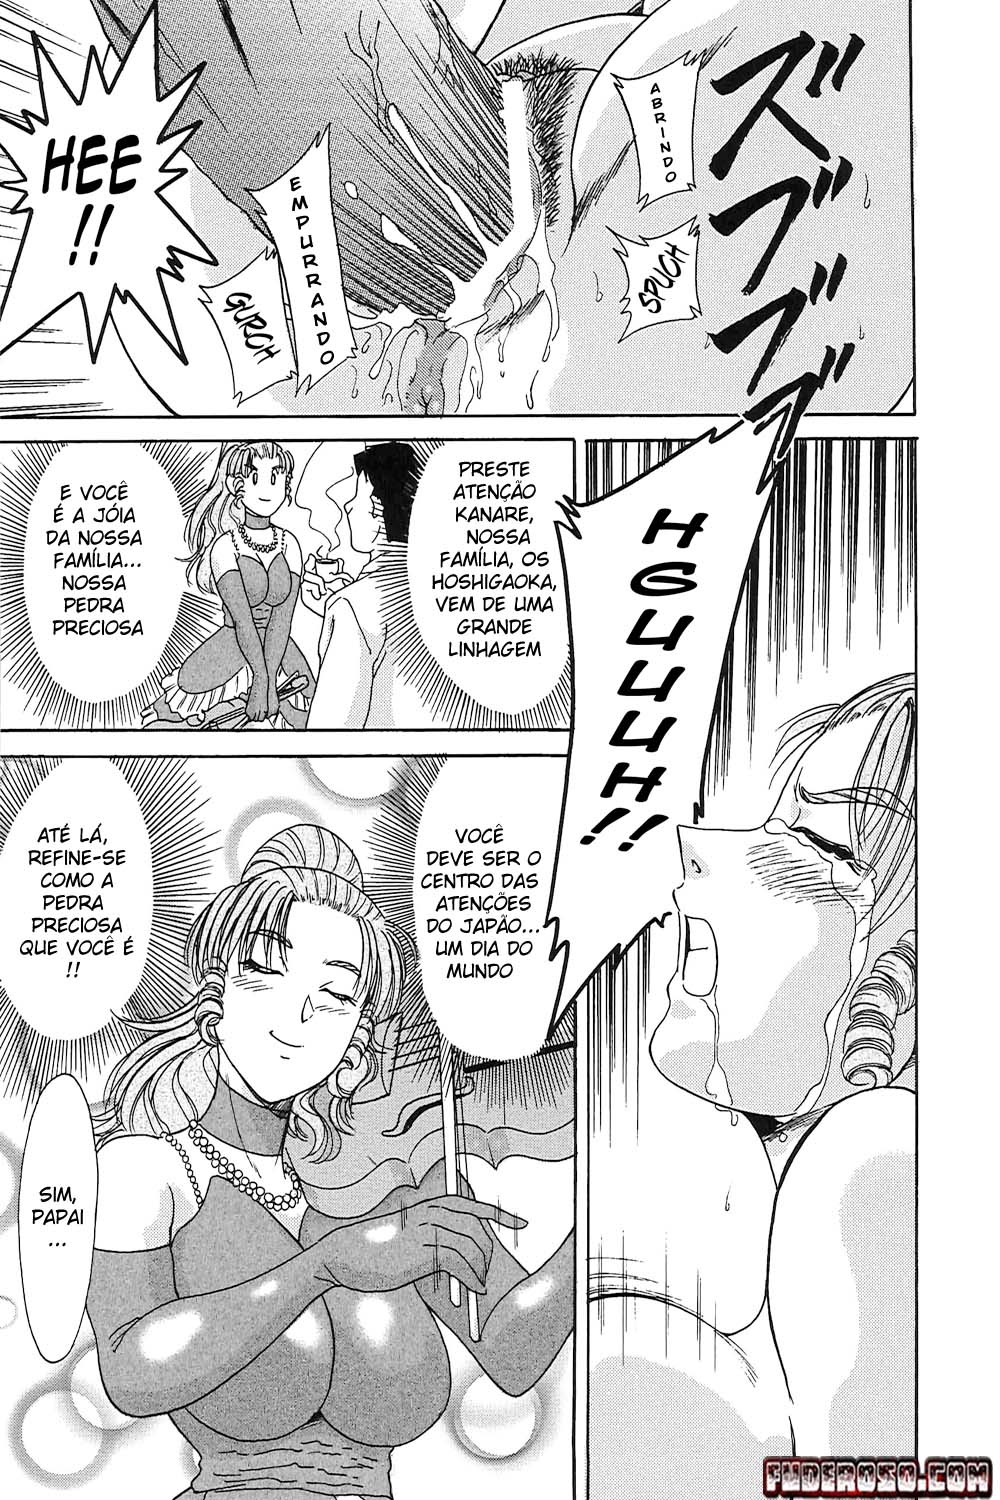 ズブブブ
ABRINDO
SPUCH
EMPURRANDO
GURCH
HEE
!!
HGUUUH!!
PRESTE
ATENÇÃO
KANARE,
NOSSA
FAMÍLIA, OS
HOSHIGAOKA,
VEM DE UMA
GRANDE
LINHAGEM
E VOCÊ
É A JÓIA
DA NOSSA
FAMÍLIA...
NOSSA
PEDRA
PRECIOSA
VOCÊ
DEVE SER O
CENTRO DAS
ATENÇÕES
DO JAPÃO...
UM DIA DO
MUNDO
ATÉ LÁ,
REFINE-SE
COMO A
PEDRA
PRECIOSA
QUE VOCÊ É
!!
SIM,
PAPAI
...
FUDEROSO.COM